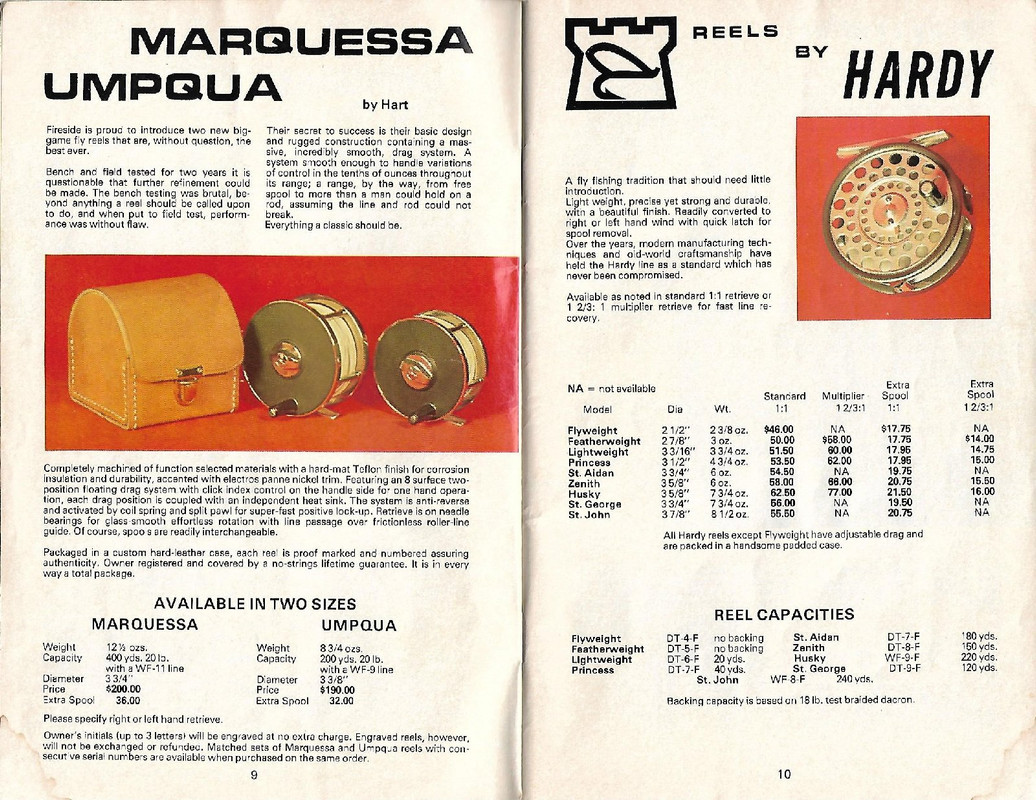 MARQUESSA
UMPQUA
by Hart
Fireside is proud to introduce two new big-
game fly reels that are, without question, the
best ever.
Bench and field tested for two years it is
questionable that further refinement could
be made. The bench testing was brutal, be-
yond anything a reel should be called upon
to do, and when put to field test, perform-
ance was without flaw.
Their secret to success is their basic design
and rugged construction containing a mas-
sive, incredibly smooth, drag system. A
system smooth enough to handle variations
of control in the tenths of ounces throughout
its range; a range, by the way, from free
spool to more than a man could hold on a
rod, assuming the line and rod could not
break.
Everything a classic should be.
Completely machined of function selected materials with a hard-mat Teflon finish for corrosion
insulation and durability, accented with electros panne nickel trim. Featuring an 8 surface two-
position floating drag system with click index control on the handle side for one hand opera-
tion, each drag position is coupled with an independent heat sink. The system is anti-reverse
and activated by coil spring and split pawl for super-fast positive lock-up. Retrieve is on needle
bearings for glass-smooth effortless rotation with line passage over frictionless roller-line
guide. Of course, spoo s are readily interchangeable.
Packaged in a custom hard-leather case, each reel is proof marked and numbered assuring
authenticity. Owner registered and covered by a no-strings lifetime guarantee. It is in every
way a total package.
AVAILABLE IN TWO SIZES
MARQUESSA
Weight 12½ ozs.
Capacity 400 yds. 20 lb.
with a WF-11 line
Diameter 3 3/4"
Price $200.00
Extra Spool 36.00
UMPQUA
Weight 8 3/4 ozs.
Capacity 200 yds. 20 lb.
with a WF-9 line
Diameter 3 3/8"
Price $190.00
Extra Spool 32.00
Please specify right or left hand retrieve.
Owner's initials (up to 3 letters) will be engraved at no extra charge. Engraved reels, however,
will not be exchanged or refunded. Matched sets of Marquessa and Umpqua reels with con-
secut ve serial numbers are available when purchased on the same order.
9
REELS
BY
HARDY
A fly fishing tradition that should need little
introduction.
Light weight, precise yet strong and durable,
with a beautiful finish. Readily converted to
right or left hand wind with quick latch for
spool removal.
Over the years, modern manufacturing tech-
niques and old-world craftsmanship have
held the Hardy line as a standard which has
never been compromised.
Available as noted in standard 1:1 retrieve or
1 2/3: 1 multiplier retrieve for fast line re-
covery.
NA = not available
Model Dia Wt. Standard 1:1 Multiplier 1 2/3:1 Extra Spool 1:1 Extra Spool 1 2/3:1
Flyweight 2 1/2" 2 3/8 oz. $46.00 NA $17.75 NA
Featherweight 2 7/8" 3 oz. 50.00 $58.00 17.75 $14.00
Lightweight 3 3/16" 3 3/4 oz. 51.50 60.00 17.95 14.75
Princess 3 1/2" 4 3/4 oz. 53.50 62.00 17.95 15.00
St. Aidan 3 3/4" 6 oz. 54.50 NA 19.75 NA
Zenith 3 5/8" 6 oz. 58.00 66.00 20.75 15.50
Husky 3 5/8" 7 3/4 oz. 62.50 77.00 21.50 16.00
St. George 3 3/4" 7 3/4 oz. 56.00 NA 19.50 NA
St. John 3 7/8" 8 1/2 oz. 55.50 NA 20.75 NA
All Hardy reels except Flyweight have adjustable drag and
are packed in a handsome padded case.
REEL CAPACITIES
Flyweight DT-4-F no backing St. Aidan DT-7-F 180 yds.
Featherweight DT-5-F no backing Zenith DT-8-F 150 yds.
Lightweight DT-6-F 20 yds. Husky WF-9-F 220 yds.
Princess DT-7-F 40 yds. St. George DT-9-F 120 yds.
St. John WF-8-F 240 yds.
Backing capacity is based on 18 lb. test braided dacron.
10